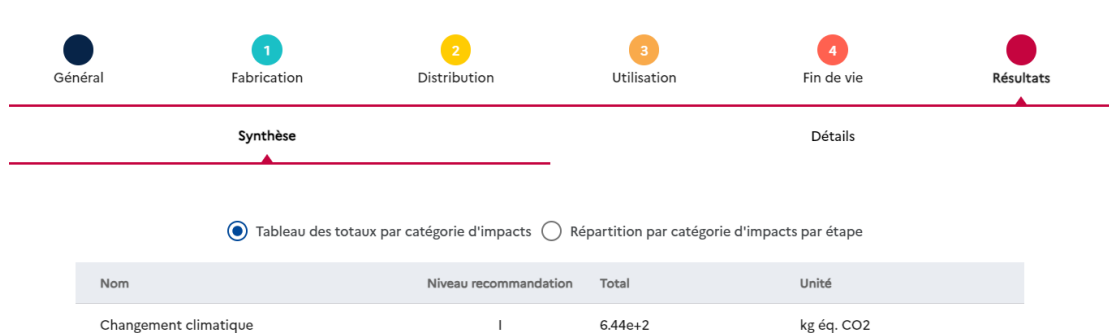 1 2 3 4
Général Fabrication Distribution Utilisation Fin de vie Résultats
Synthèse Détails
Tableau des totaux par catégorie d'impacts Répartition par catégorie d'impacts par étape
Nom Niveau recommandation Total Unité
Changement climatique I 6.44e+2 kg éq. CO2